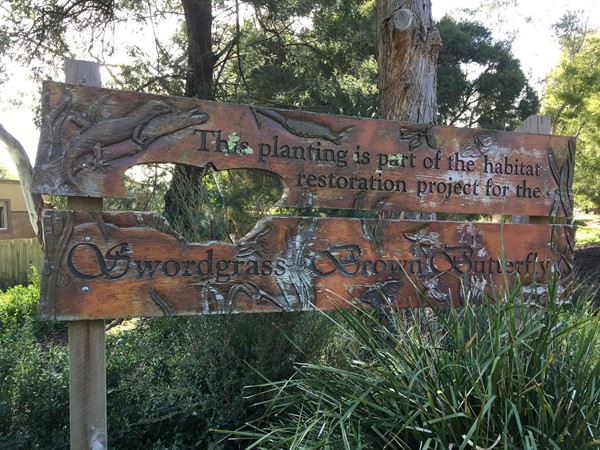 This planting is part of the habitat
restoration project for the
Swordgrass Brown Butterfly